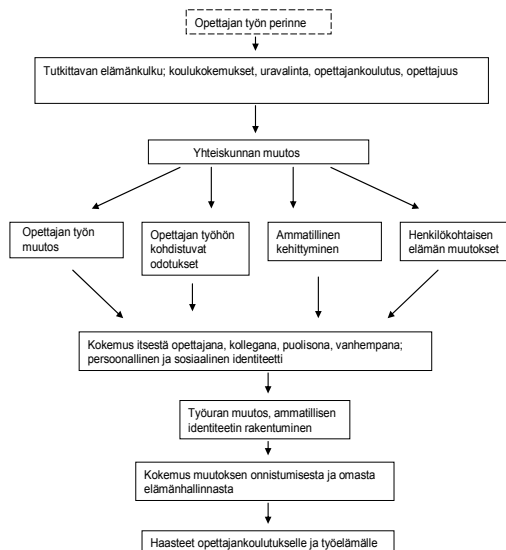 Opettajan työn perinne
Tutkittavan elämänkulku; koulukokemukset, uravalinta, opettajankoulutus, opettajuus
Yhteiskunnan muutos
Opettajan työn
muutos
Opettajan työhön
kohdistuvat
odotukset
Ammatillinen
kehittyminen
Henkilökohtaisen
elämän muutokset
Kokemus itsestä opettajana, kollegana, puolisona, vanhempana;
persoonallinen ja sosiaalinen identiteetti
Työuran muutos, ammatillisen
identiteetin rakentuminen
Kokemus muutoksen onnistumisesta ja omasta
elämänhallinnasta
Haasteet opettajankoulutukselle ja työelämälle